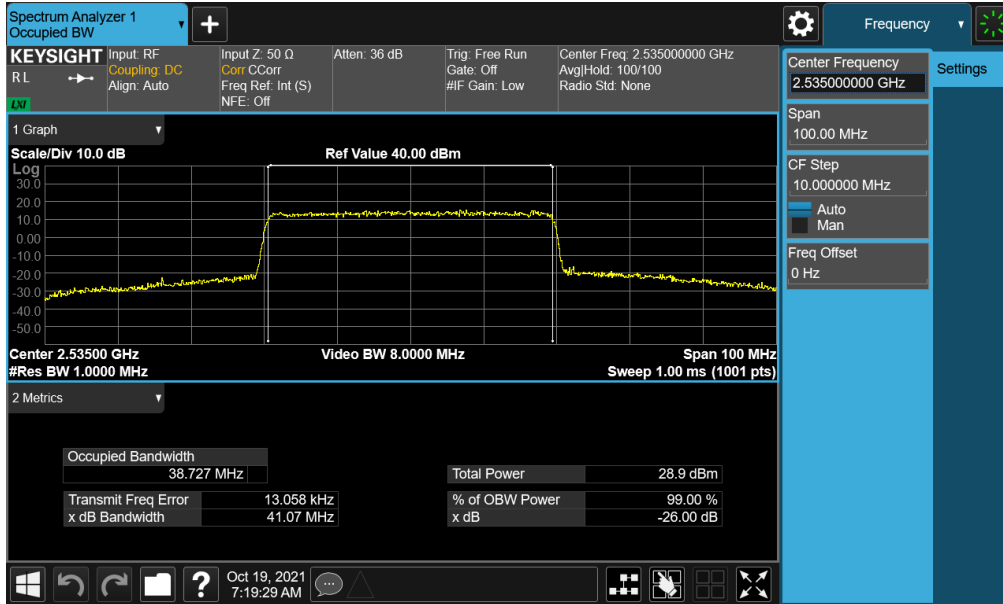 Spectrum Analyzer 1
Occupied BW
+
Frequency
KEYSIGHT
R L
LXI
Input: RF
Coupling: DC
Align: Auto
Input Z: 50 Ω
Corr CCorr
Freq Ref: Int (S)
NFE: Off
Atten: 36 dB
Trig: Free Run
Gate: Off
#IF Gain: Low
Center Freq: 2.535000000 GHz
Avg|Hold: 100/100
Radio Std: None
Center Frequency
2.535000000 GHz
Settings
Span
100.00 MHz
CF Step
10.000000 MHz
Auto
Man
Freq Offset
0 Hz
1 Graph
Scale/Div 10.0 dB
Ref Value 40.00 dBm
Log
30.0
20.0
10.0
0.00
-10.0
-20.0
-30.0
-40.0
-50.0
Center 2.53500 GHz
Video BW 8.0000 MHz
Span 100 MHz
#Res BW 1.0000 MHz
Sweep 1.00 ms (1001 pts)
2 Metrics
Occupied Bandwidth
38.727 MHz
Total Power 28.9 dBm
Transmit Freq Error 13.058 kHz
% of OBW Power 99.00 %
x dB Bandwidth 41.07 MHz
x dB -26.00 dB
?
Oct 19, 2021
7:19:29 AM